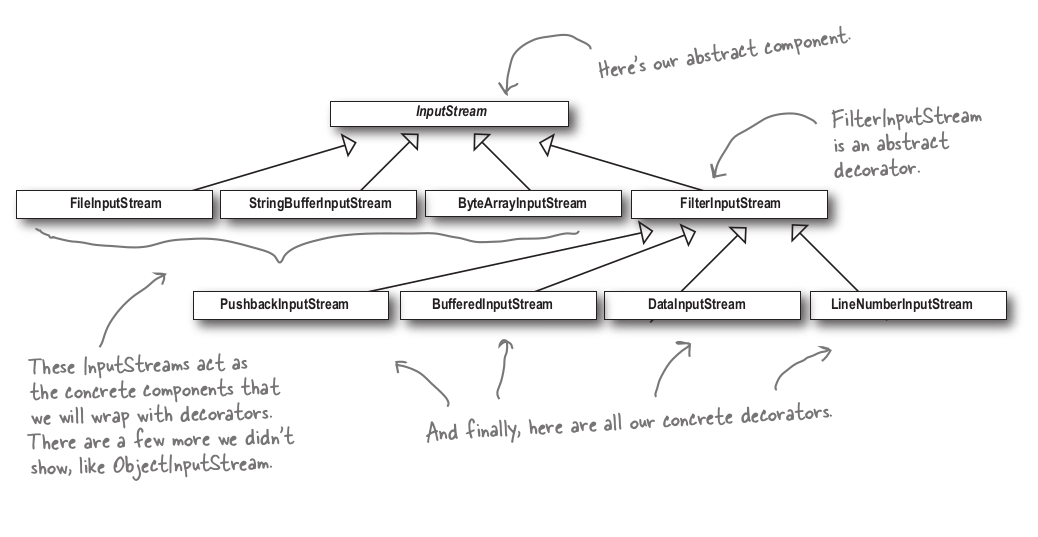 Here's our abstract component.
InputStream
FilterInputStream
is an abstract
decorator.
FileInputStream
StringBufferInputStream
ByteArrayInputStream
FilterInputStream
PushbackInputStream
BufferedInputStream
DataInputStream
LineNumberInputStream
These InputStreams act as
the concrete components that
we will wrap with decorators.
There are a few more we didn't
show, like ObjectInputStream.
And finally, here are all our concrete decorators.